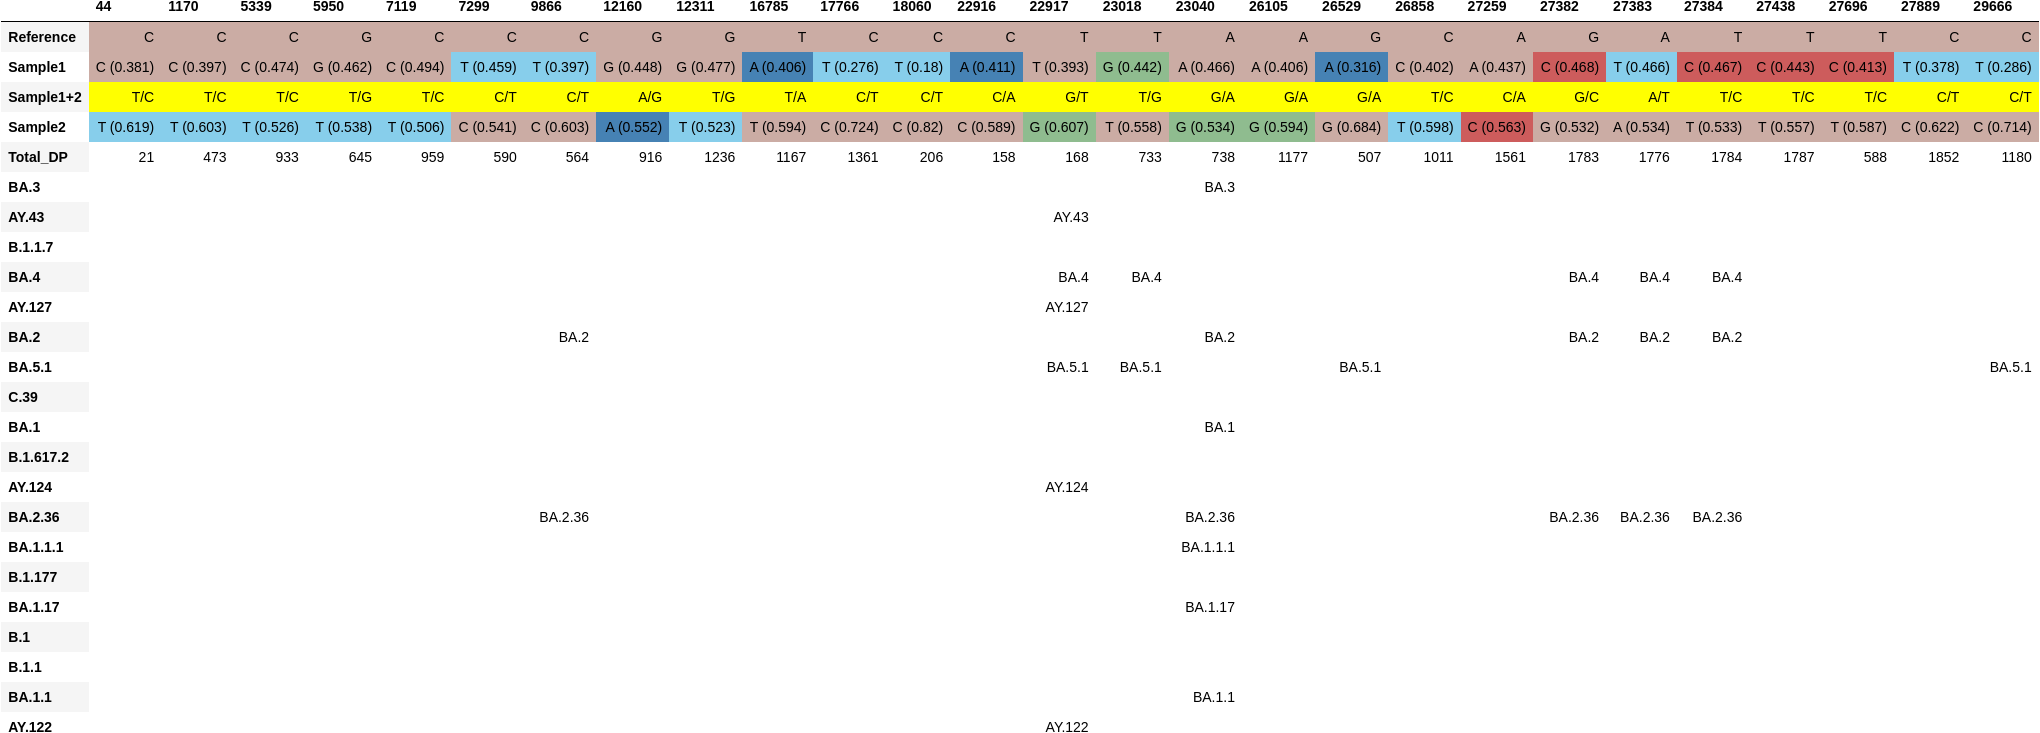 44 1170 5339 5950 7119 7299 9866 12160 12311 16785 17766 18060 22916 22917 23018 23040 26105 26529 26858 27259 27382 27383 27384 27438 27696 27889 29666
Reference C C C G C C C G G T C C C T T A A G C A G A T T T C C
Sample1 C (0.381) C (0.397) C (0.474) G (0.462) C (0.494) T (0.459) T (0.397) G (0.448) G (0.477) A (0.406) T (0.276) T (0.18) A (0.411) T (0.393) G (0.442) A (0.466) A (0.406) A (0.316) C (0.402) A (0.437) C (0.468) T (0.466) C (0.467) C (0.443) C (0.413) T (0.378) T (0.286)
Sample1+2 T/C T/C T/C T/G T/C C/T C/T A/G T/G T/A C/T C/T C/A G/T T/G G/A G/A G/A T/C C/A G/C A/T T/C T/C T/C C/T C/T
Sample2 T (0.619) T (0.603) T (0.526) T (0.538) T (0.506) C (0.541) C (0.603) A (0.552) T (0.523) T (0.594) C (0.724) C (0.82) C (0.589) G (0.607) T (0.558) G (0.534) G (0.594) G (0.684) T (0.598) C (0.563) G (0.532) A (0.534) T (0.533) T (0.557) T (0.587) C (0.622) C (0.714)
Total_DP 21 473 933 645 959 590 564 916 1236 1167 1361 206 158 168 733 738 1177 507 1011 1561 1783 1776 1784 1787 588 1852 1180
BA.3 BA.3
AY.43 AY.43
B.1.1.7
BA.4 BA.4 BA.4 BA.4 BA.4 BA.4
AY.127 AY.127
BA.2 BA.2 BA.2 BA.2 BA.2 BA.2
BA.5.1 BA.5.1 BA.5.1 BA.5.1 BA.5.1
C.39
BA.1 BA.1
B.1.617.2
AY.124 AY.124
BA.2.36 BA.2.36 BA.2.36 BA.2.36 BA.2.36 BA.2.36
BA.1.1.1 BA.1.1.1
B.1.177
BA.1.17 BA.1.17
B.1
B.1.1
BA.1.1 BA.1.1
AY.122 AY.122